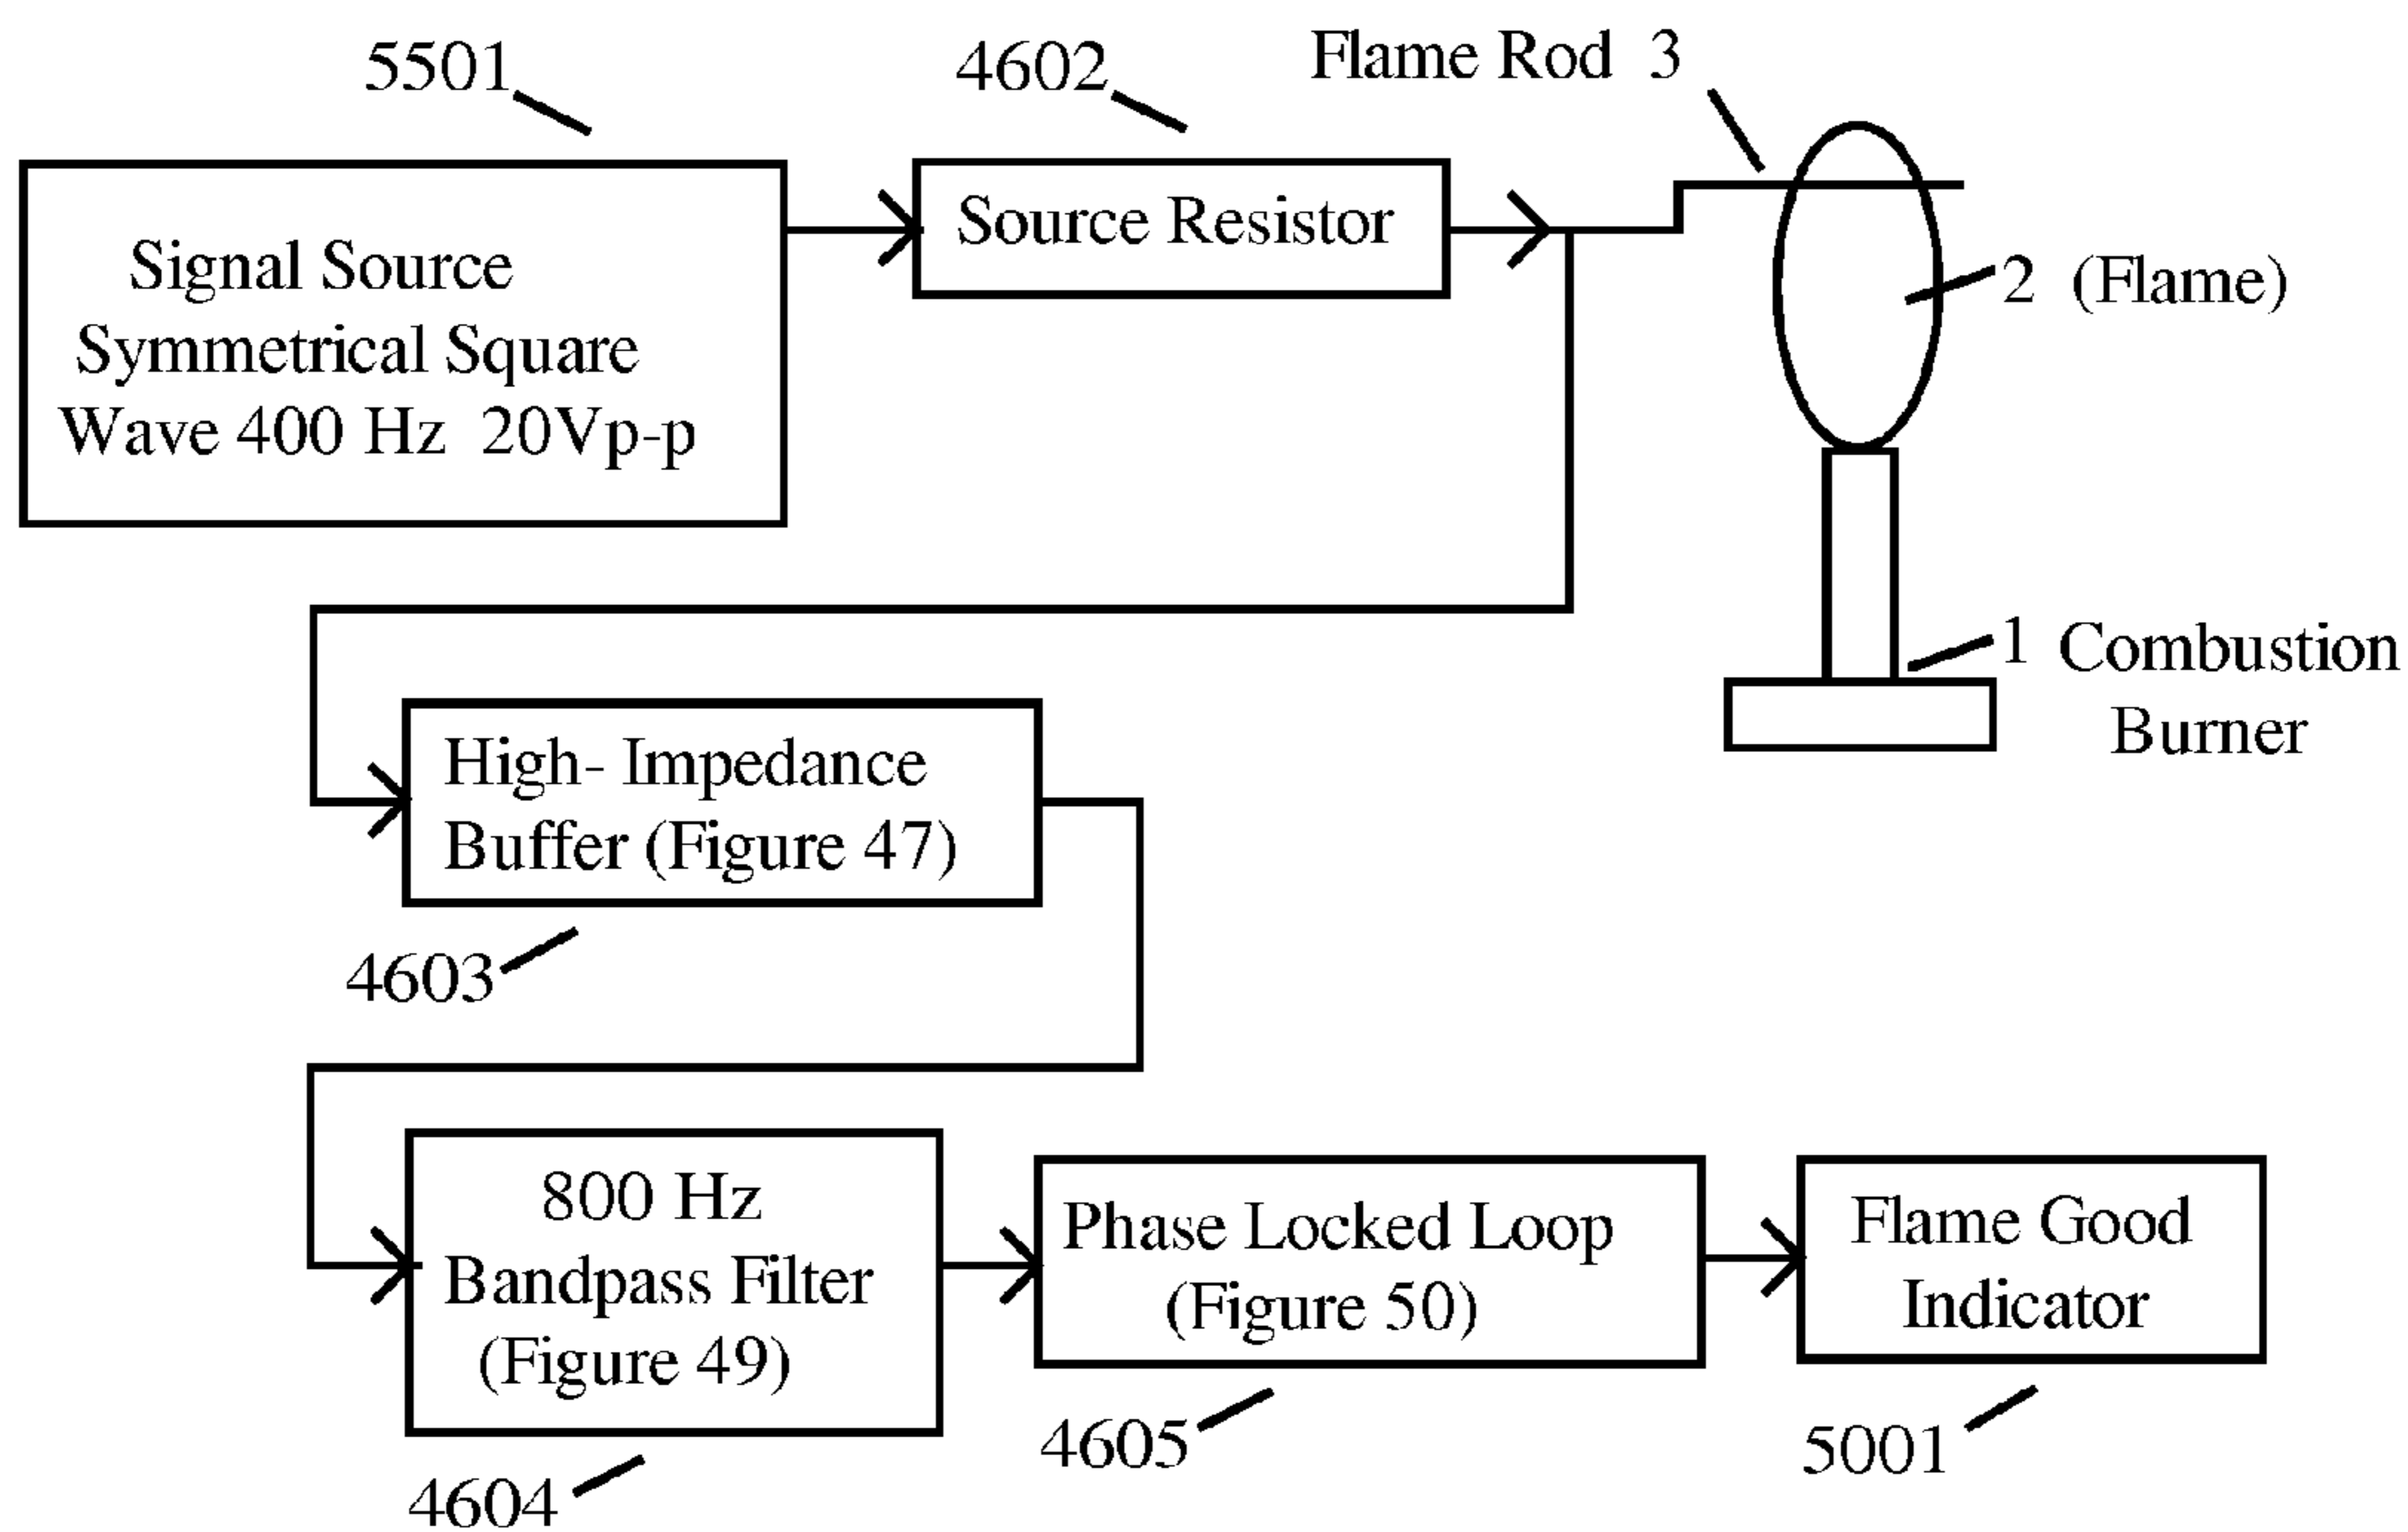 5501
4602
Flame Rod 3
Signal Source
Symmetrical Square
Wave 400 Hz 20Vp-p
Source Resistor
2 (Flame)
1 Combustion
Burner
High- Impedance
Buffer (Figure 47)
4603
800 Hz
Bandpass Filter
(Figure 49)
4604
Phase Locked Loop
(Figure 50)
4605
Flame Good
Indicator
5001